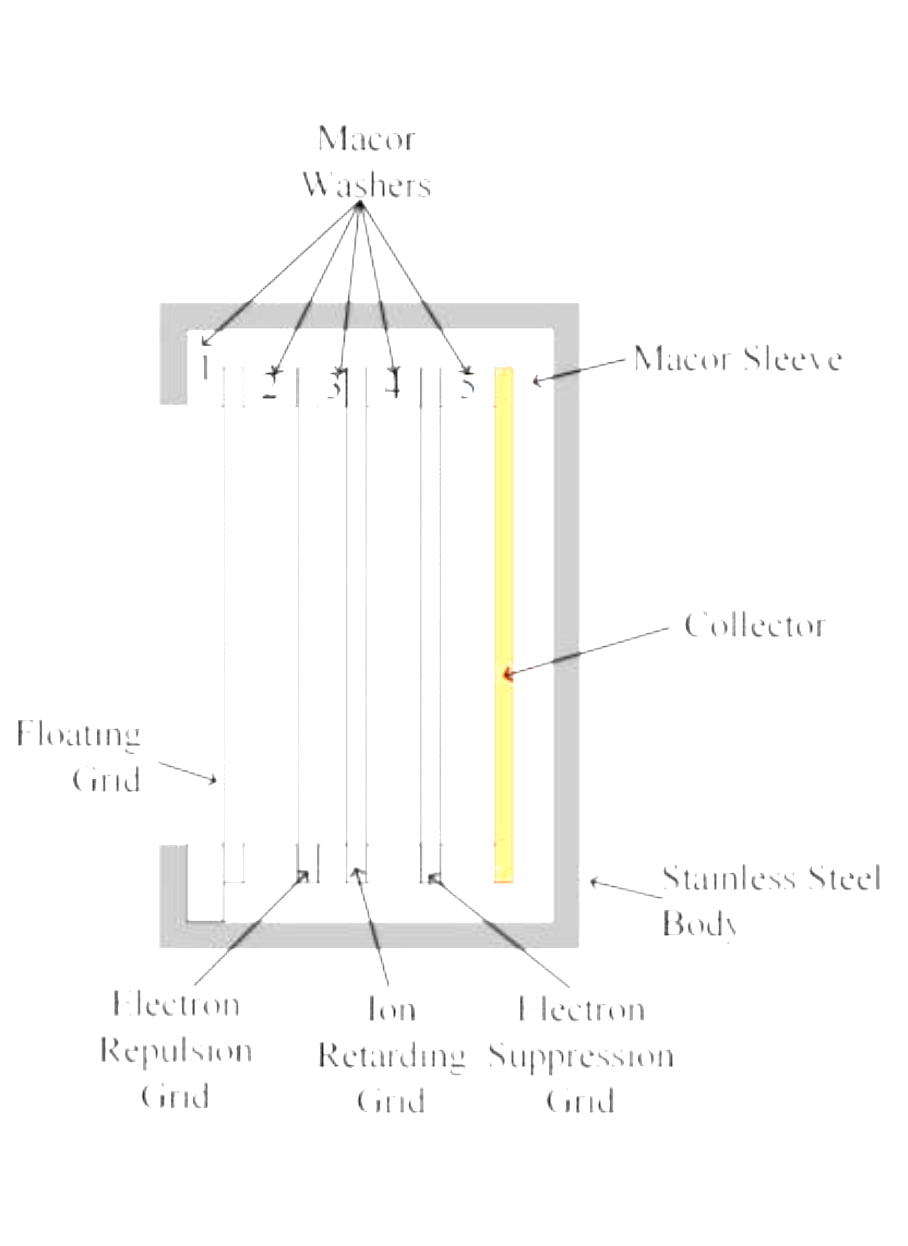 Macor
Washers
1
2
3
4
5
Macor Sleeve
Collector
Floating
Grid
Stainless Steel
Body
Electron
Repulsion
Grid
Ion
Retarding
Grid
Electron
Suppression
Grid